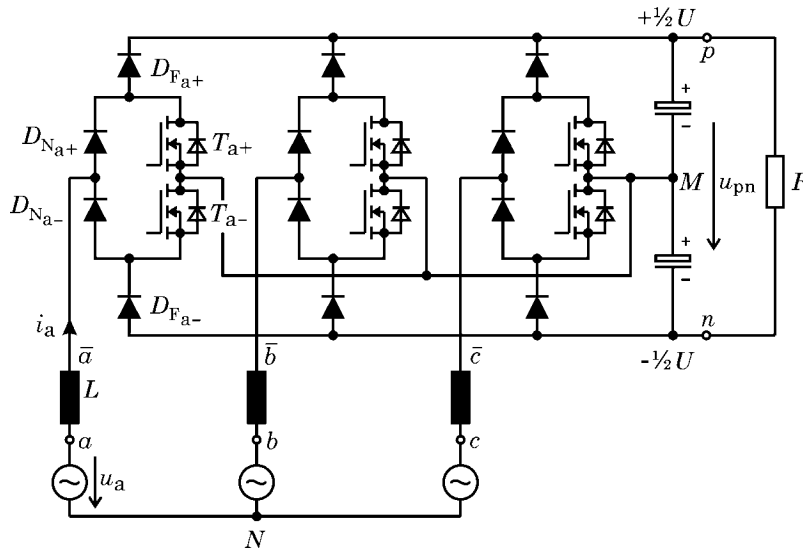 +½U
p
D_Fa+
+
−
D_Na+
T_a+
M
u_pn
D_Na−
T_a−
+
−
D_Fa−
i_a
n
-½U
a̅
b̅
c̅
L
a
b
c
u_a
N